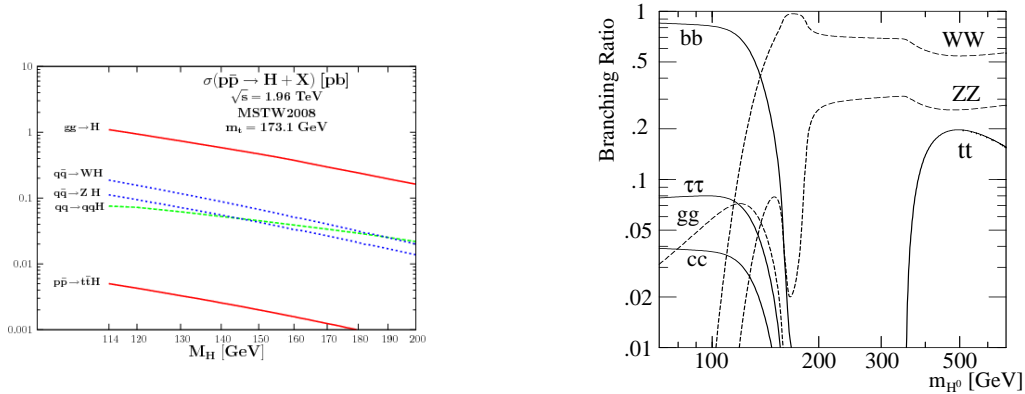 σ(pp̄ → H + X) [pb]
√s = 1.96 TeV
MSTW2008
m_t = 173.1 GeV
10
1
0.1
0.01
0.001
gg→H
qq̄→WH
qq̄→Z H
qq→qqH
pp̄→tt̄H
114 120 130 140 150 160 170 180 190 200
M_H [GeV]
Branching Ratio
1
.5
.2
.1
.05
.02
.01
bb
WW
ZZ
tt
ττ
gg
cc
100 200 300 500
m_H⁰ [GeV]